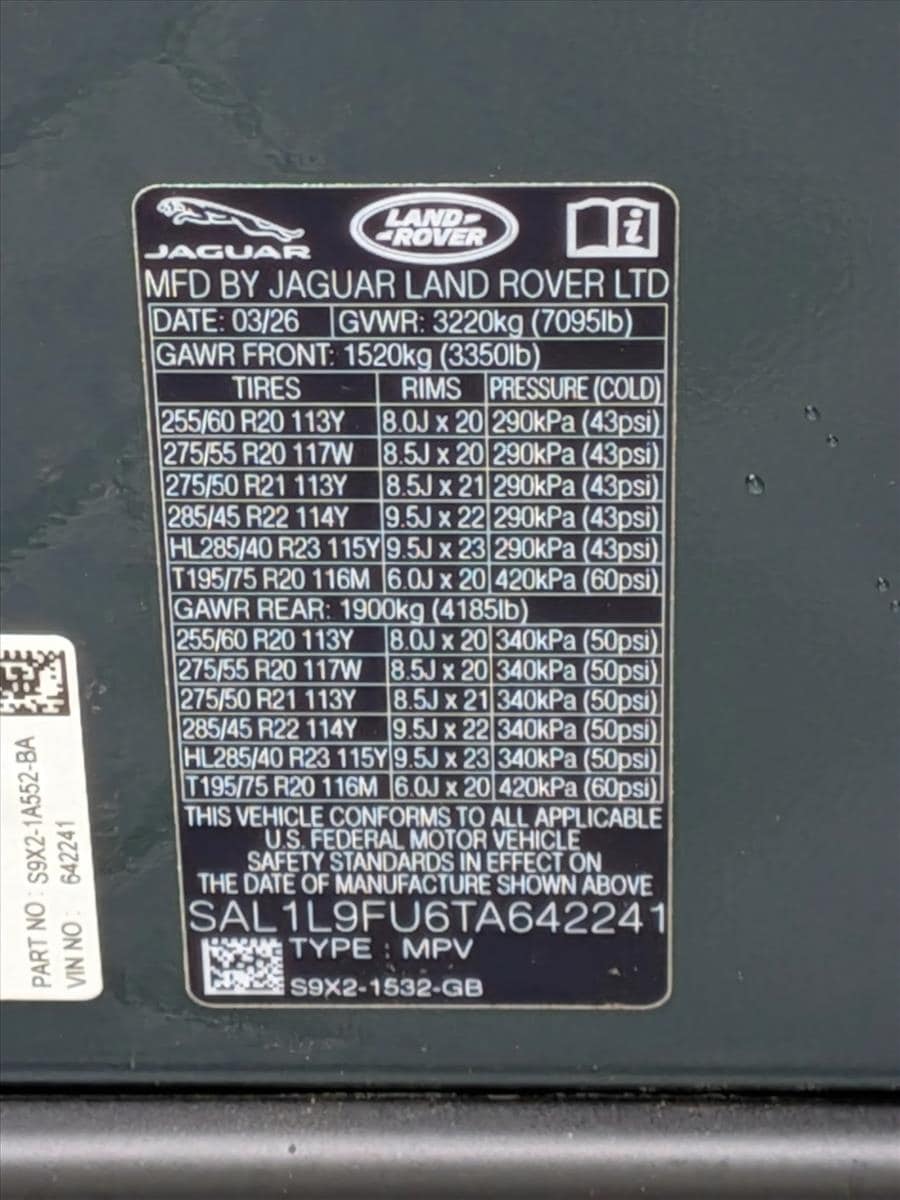 JAGUAR
LAND-
-ROVER
i
MFD BY JAGUAR LAND ROVER LTD
DATE: 03/26 GVWR: 3220kg (7095lb)
GAWR FRONT: 1520kg (3350lb)
TIRES RIMS PRESSURE (COLD)
255/60 R20 113Y 8.0J x 20 290kPa (43psi)
275/55 R20 117W 8.5J x 20 290kPa (43psi)
275/50 R21 113Y 8.5J x 21 290kPa (43psi)
285/45 R22 114Y 9.5J x 22 290kPa (43psi)
HL285/40 R23 115Y 9.5J x 23 290kPa (43psi)
T195/75 R20 116M 6.0J x 20 420kPa (60psi)
GAWR REAR: 1900kg (4185lb)
255/60 R20 113Y 8.0J x 20 340kPa (50psi)
275/55 R20 117W 8.5J x 20 340kPa (50psi)
275/50 R21 113Y 8.5J x 21 340kPa (50psi)
285/45 R22 114Y 9.5J x 22 340kPa (50psi)
HL285/40 R23 115Y 9.5J x 23 340kPa (50psi)
T195/75 R20 116M 6.0J x 20 420kPa (60psi)
THIS VEHICLE CONFORMS TO ALL APPLICABLE
U.S. FEDERAL MOTOR VEHICLE
SAFETY STANDARDS IN EFFECT ON
THE DATE OF MANUFACTURE SHOWN ABOVE
SAL1L9FU6TA642241
TYPE : MPV
S9X2-1532-GB
PART NO : S9X2-1A552-BA
VIN NO : 642241